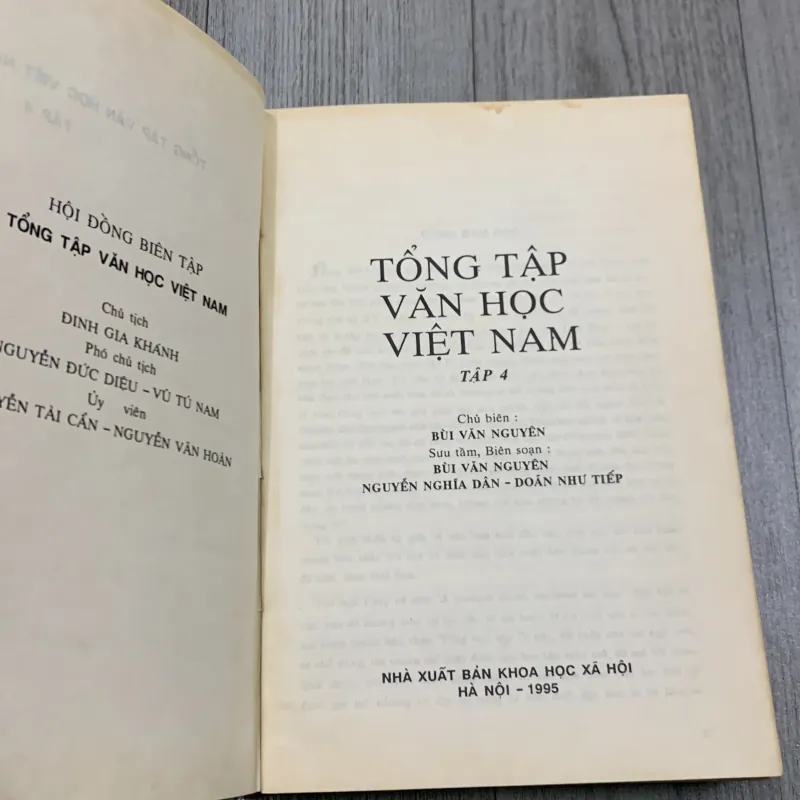 HỘI ĐỒNG BIÊN TẬP
TỔNG TẬP VĂN HỌC VIỆT NAM
Chủ tịch
ĐINH GIA KHÁNH
Phó chủ tịch
NGUYỄN ĐỨC DIỆU - VŨ TÚ NAM
Ủy viên
TÀI CẨN - NGUYỄN VĂN HOÀN
TỔNG TẬP
VĂN HỌC
VIỆT NAM
TẬP 4
Chủ biên :
BÙI VĂN NGUYÊN
Sưu tầm, Biên soạn :
BÙI VĂN NGUYÊN
NGUYỄN NGHĨA DÂN - DOÃN NHƯ TIẾP
NHÀ XUẤT BẢN KHOA HỌC XÃ HỘI
HÀ NỘI - 1995